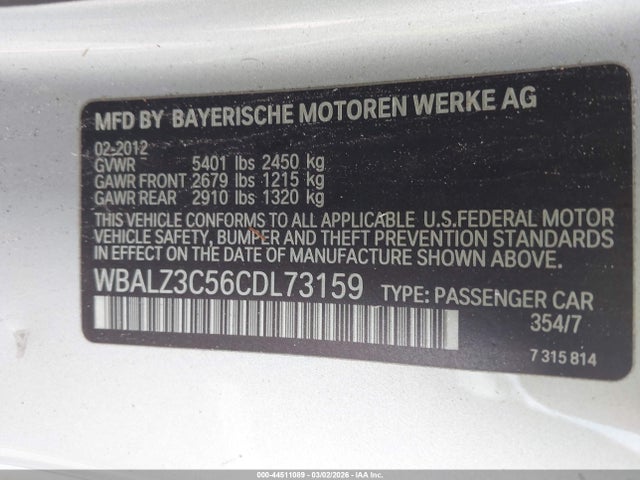 MFD BY BAYERISCHE MOTOREN WERKE AG
02-2012
GVWR 5401 lbs 2450 kg
GAWR FRONT 2679 lbs 1215 kg
GAWR REAR 2910 lbs 1320 kg
THIS VEHICLE CONFORMS TO ALL APPLICABLE U.S.FEDERAL MOTOR
VEHICLE SAFETY, BUMPER AND THEFT PREVENTION STANDARDS
IN EFFECT ON THE DATE OF MANUFACTURE SHOWN ABOVE.
WBALZ3C56CDL73159 TYPE: PASSENGER CAR
354/7
7 315 814
000-44511089 - 03/02/2026 - IAA Inc.